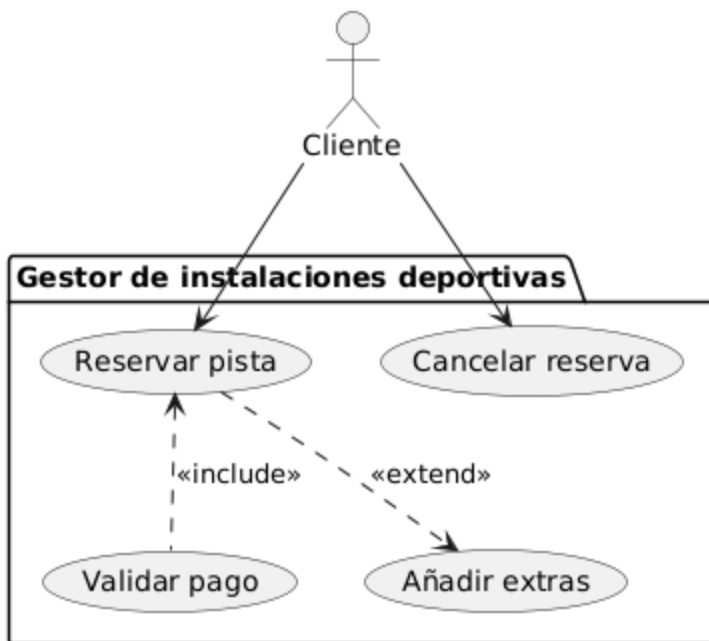 Cliente
Gestor de instalaciones deportivas
Reservar pista
Cancelar reserva
«include»
«extend»
Validar pago
Añadir extras